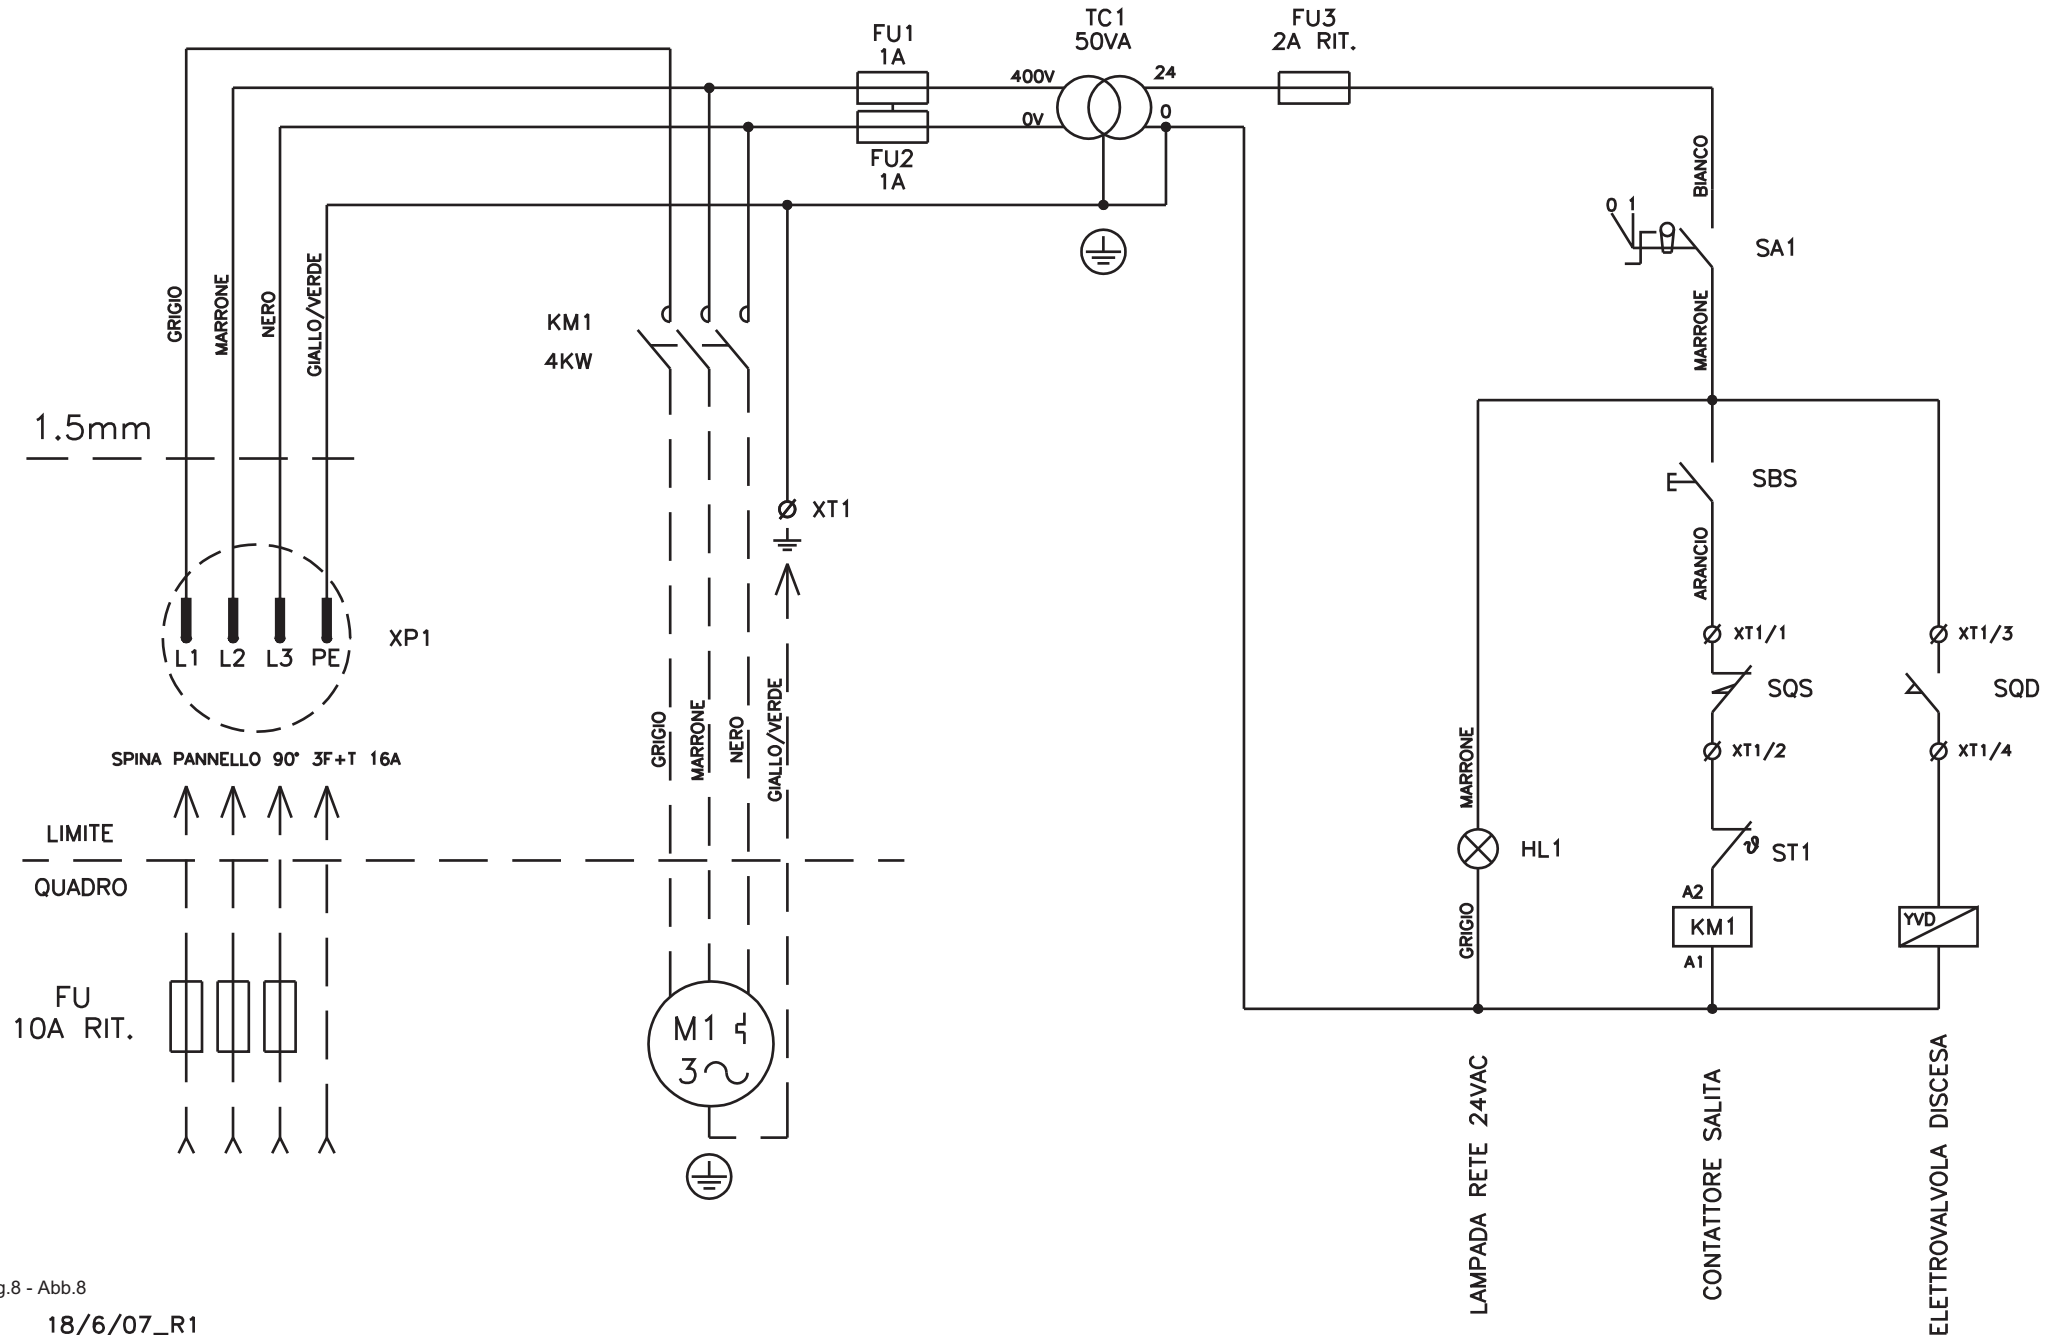 FU1
1A
TC1
50VA
FU3
2A RIT.
400V
24
0V
0
FU2
1A
BIANCO
0 1
SA1
GRIGIO
MARRONE
NERO
GIALLO/VERDE
KM1
4KW
MARRONE
1.5mm
SBS
XT1
ARANCIO
XT1/1
XT1/3
L1 L2 L3 PE
XP1
SQS
SQD
GRIGIO
MARRONE
NERO
GIALLO/VERDE
MARRONE
XT1/2
XT1/4
SPINA PANNELLO 90° 3F+T 16A
LIMITE
QUADRO
HL1
ST1
A2
KM1
A1
YVD
GRIGIO
FU
10A RIT.
M1
3
LAMPADA RETE 24VAC
CONTATTORE SALITA
ELETTROVALVOLA DISCESA
g.8 - Abb.8
18/6/07_R1